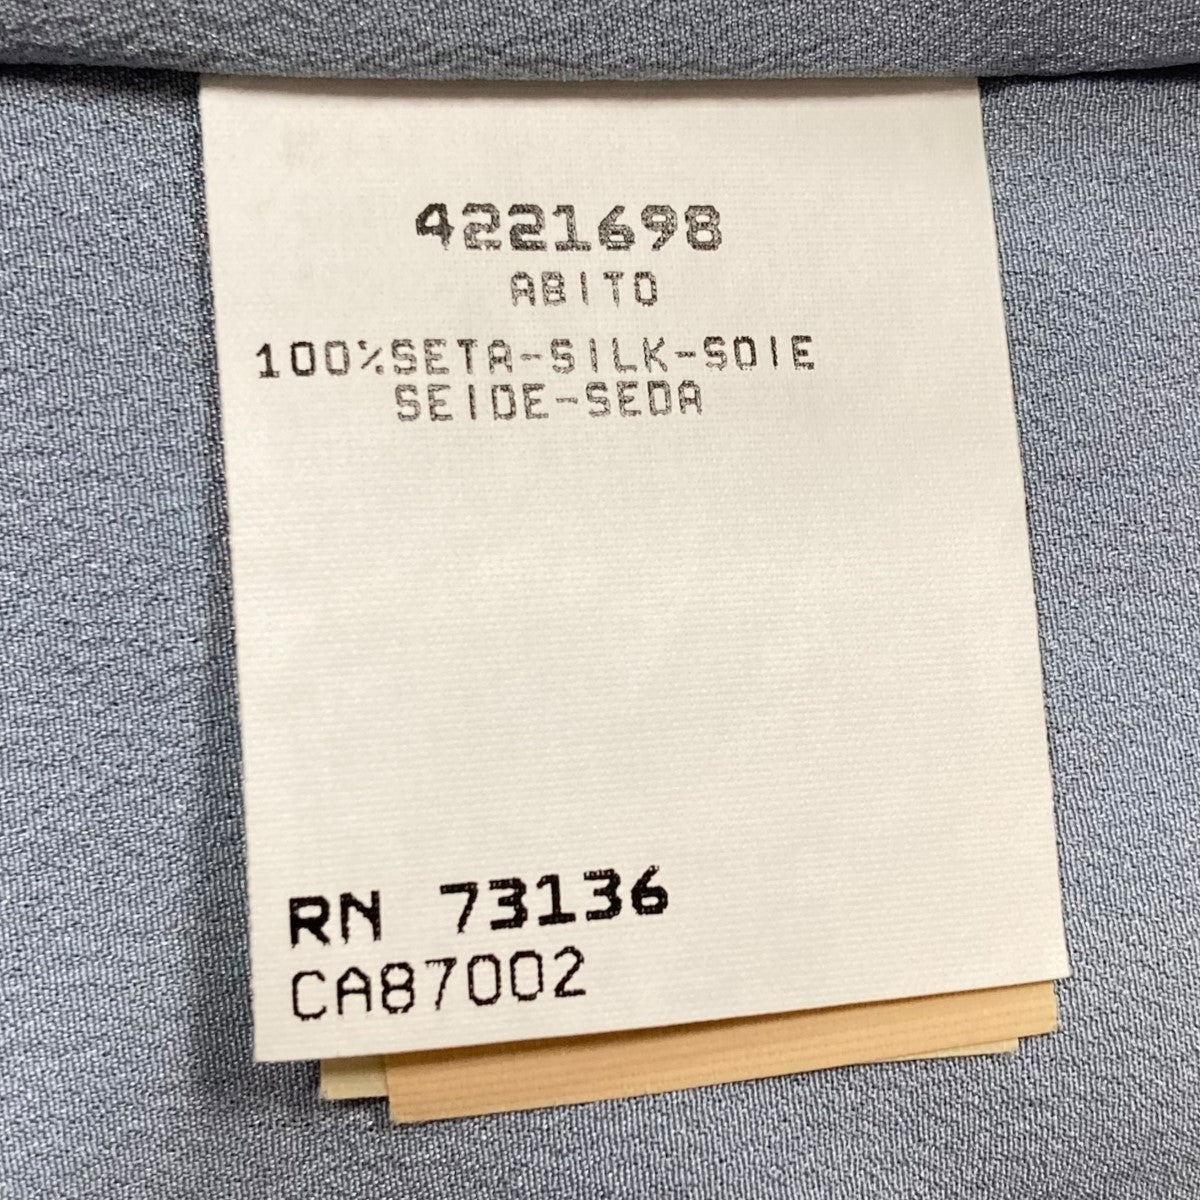 4221698
ABITO
100%SETA-SILK-SOIE
SEIDE-SEDA
RN 73136
CA87002